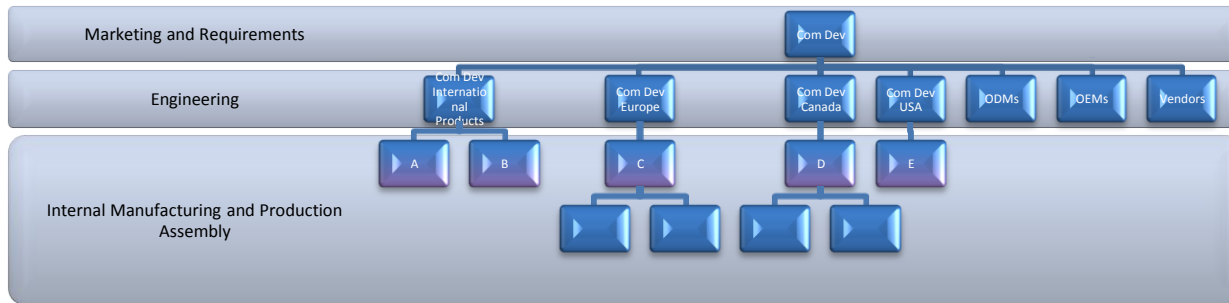 Marketing and Requirements
Com Dev
Engineering
Com Dev
Internatio
nal
Products
Com Dev
Europe
Com Dev
Canada
Com Dev
USA
ODMs
OEMs
Vendors
Internal Manufacturing and Production
Assembly
A
B
C
D
E